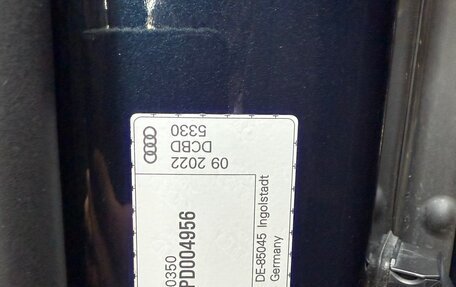 09 2022
DCBD
5330
0350
PD004956
DE-85045 Ingolstadt
Germany